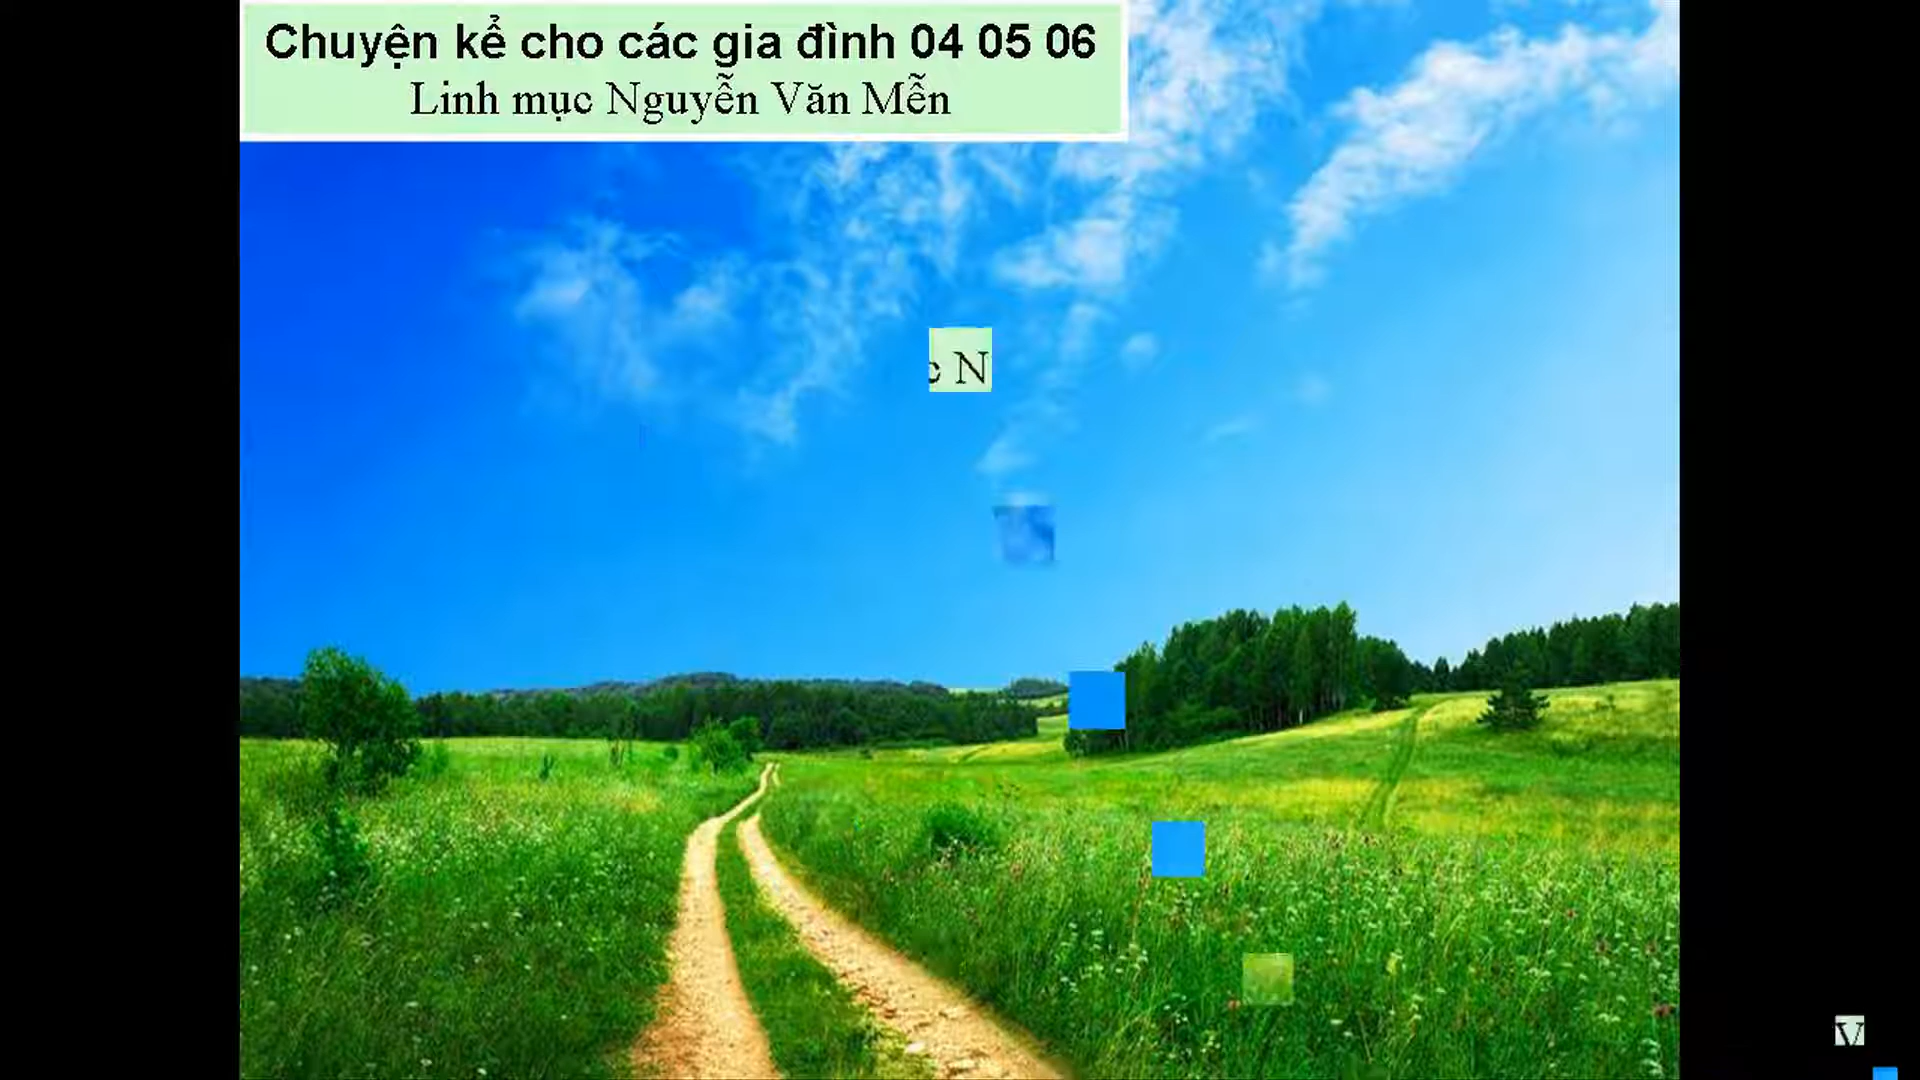 Chuyện kể cho các gia đình 04 05 06
Linh mục Nguyễn Văn Mễn
c N
V